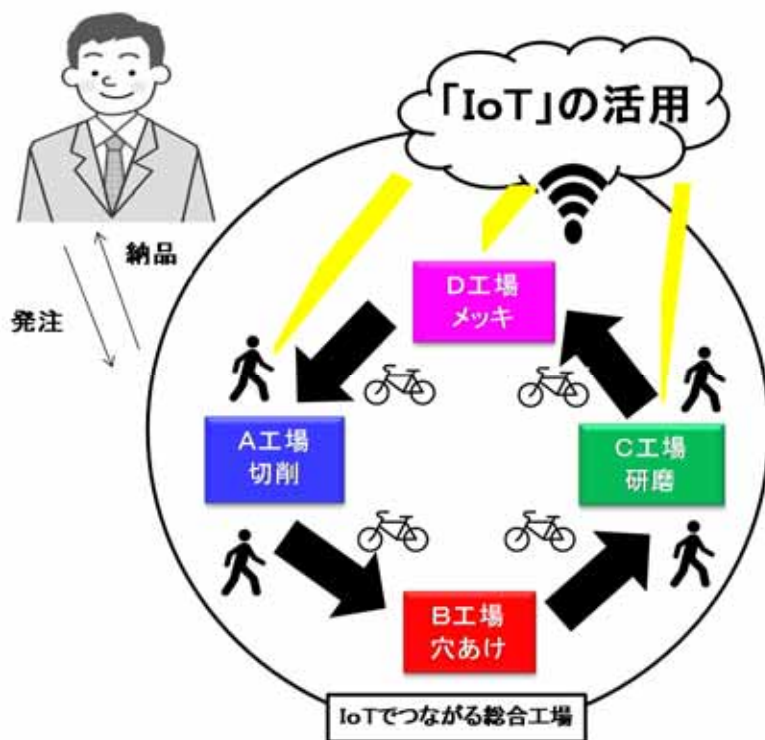 「IoT」の活用
納品
発注
D工場
メッキ
A工場
切削
C工場
研磨
B工場
穴あけ
IoTでつながる総合工場